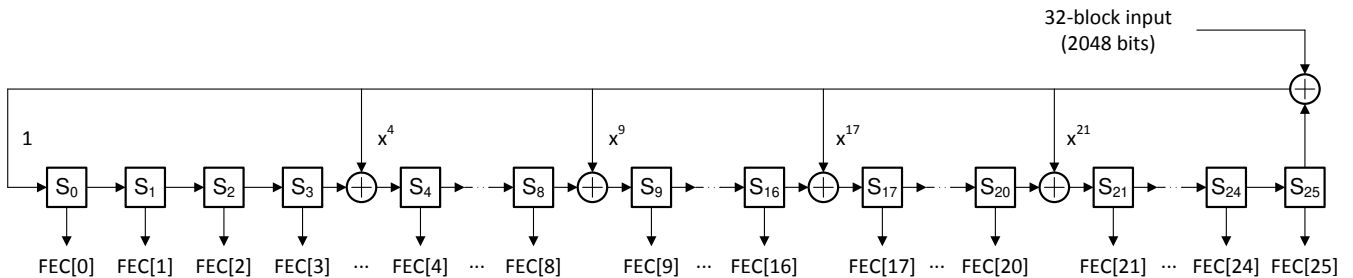 32-block input
(2048 bits)
1 x⁴ x⁹ x¹⁷ x²¹
S₀ S₁ S₂ S₃ S₄ ... S₈ S₉ ... S₁₆ S₁₇ ... S₂₀ S₂₁ ... S₂₄ S₂₅
FEC[0] FEC[1] FEC[2] FEC[3] ... FEC[4] ... FEC[8] FEC[9] ... FEC[16] FEC[17] ... FEC[20] FEC[21] ... FEC[24] FEC[25]